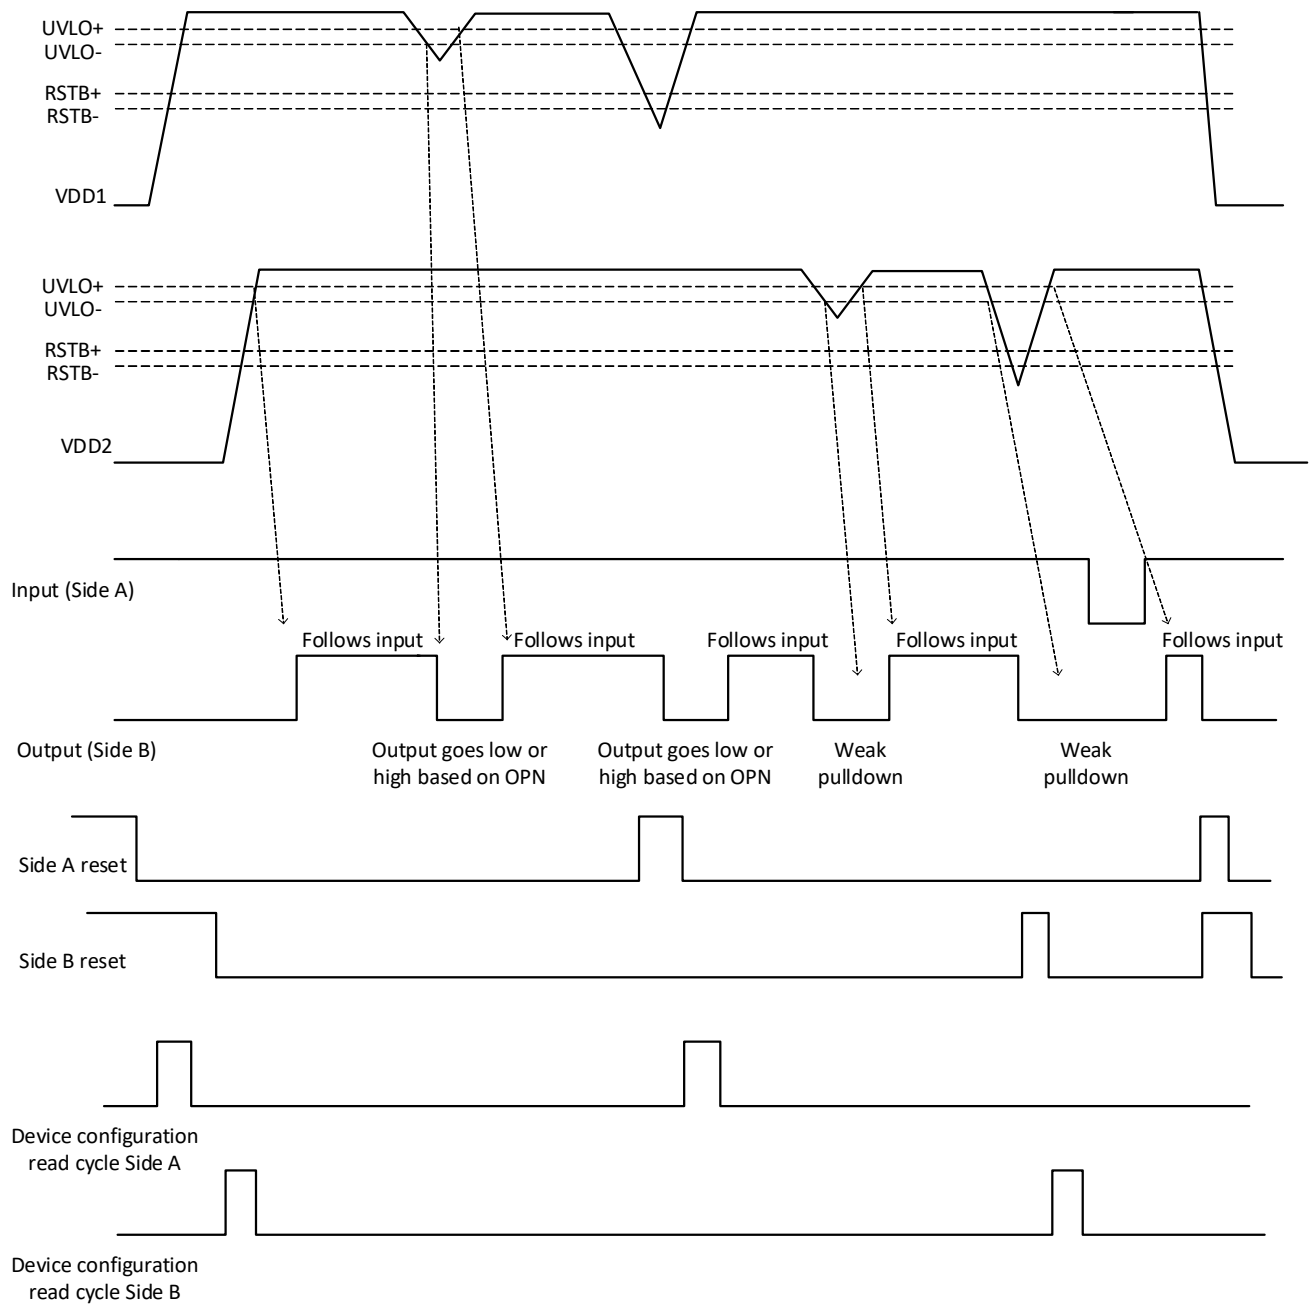 UVLO+
UVLO-
RSTB+
RSTB-
VDD1
UVLO+
UVLO-
RSTB+
RSTB-
VDD2
Input (Side A)
Follows input
Follows input
Follows input
Follows input
Follows input
Output (Side B)
Output goes low or
high based on OPN
Output goes low or
high based on OPN
Weak
pulldown
Weak
pulldown
Side A reset
Side B reset
Device configuration
read cycle Side A
Device configuration
read cycle Side B